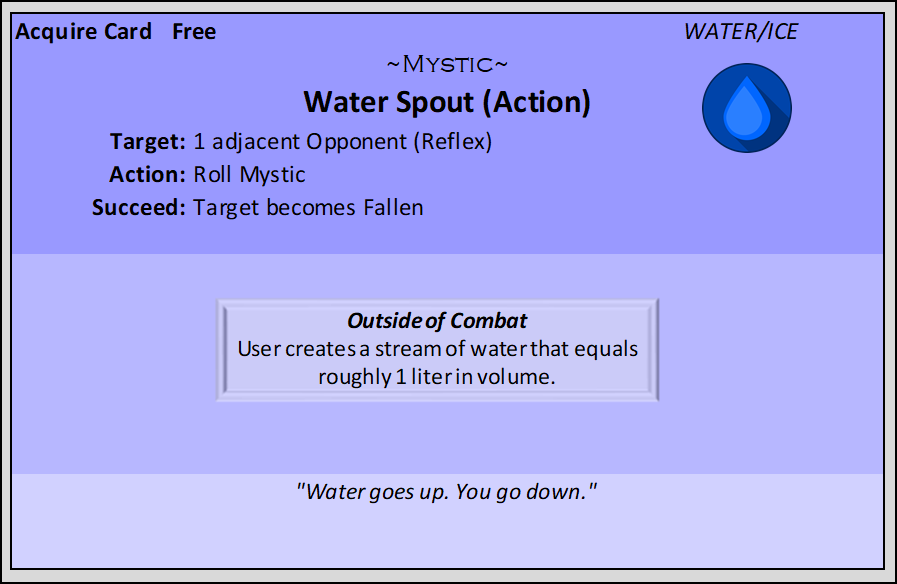 Acquire Card Free WATER/ICE
~Mystic~
Water Spout (Action)
Target: 1 adjacent Opponent (Reflex)
Action: Roll Mystic
Succeed: Target becomes Fallen
Outside of Combat
User creates a stream of water that equals
roughly 1 liter in volume.
"Water goes up. You go down."